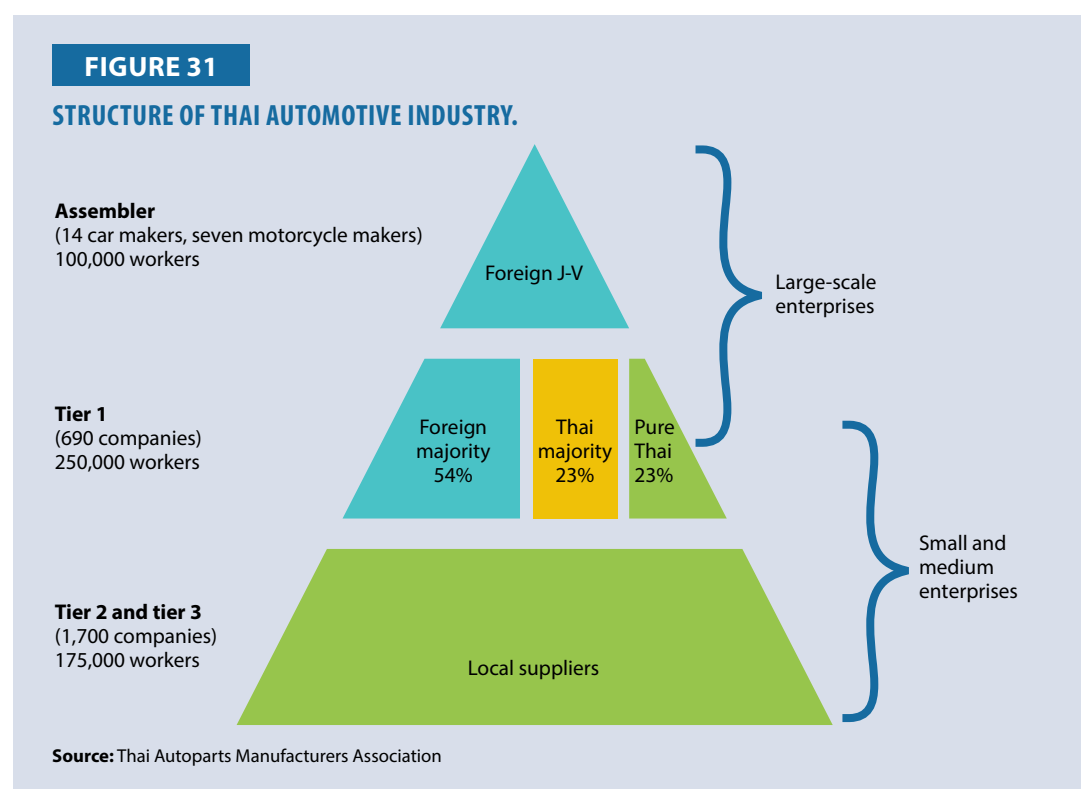 FIGURE 31
STRUCTURE OF THAI AUTOMOTIVE INDUSTRY.
Assembler
(14 car makers, seven motorcycle makers)
100,000 workers
Foreign J-V
Large-scale
enterprises
Tier 1
(690 companies)
250,000 workers
Foreign
majority
54%
Thai
majority
23%
Pure
Thai
23%
Small and
medium
enterprises
Tier 2 and tier 3
(1,700 companies)
175,000 workers
Local suppliers
Source: Thai Autoparts Manufacturers Association